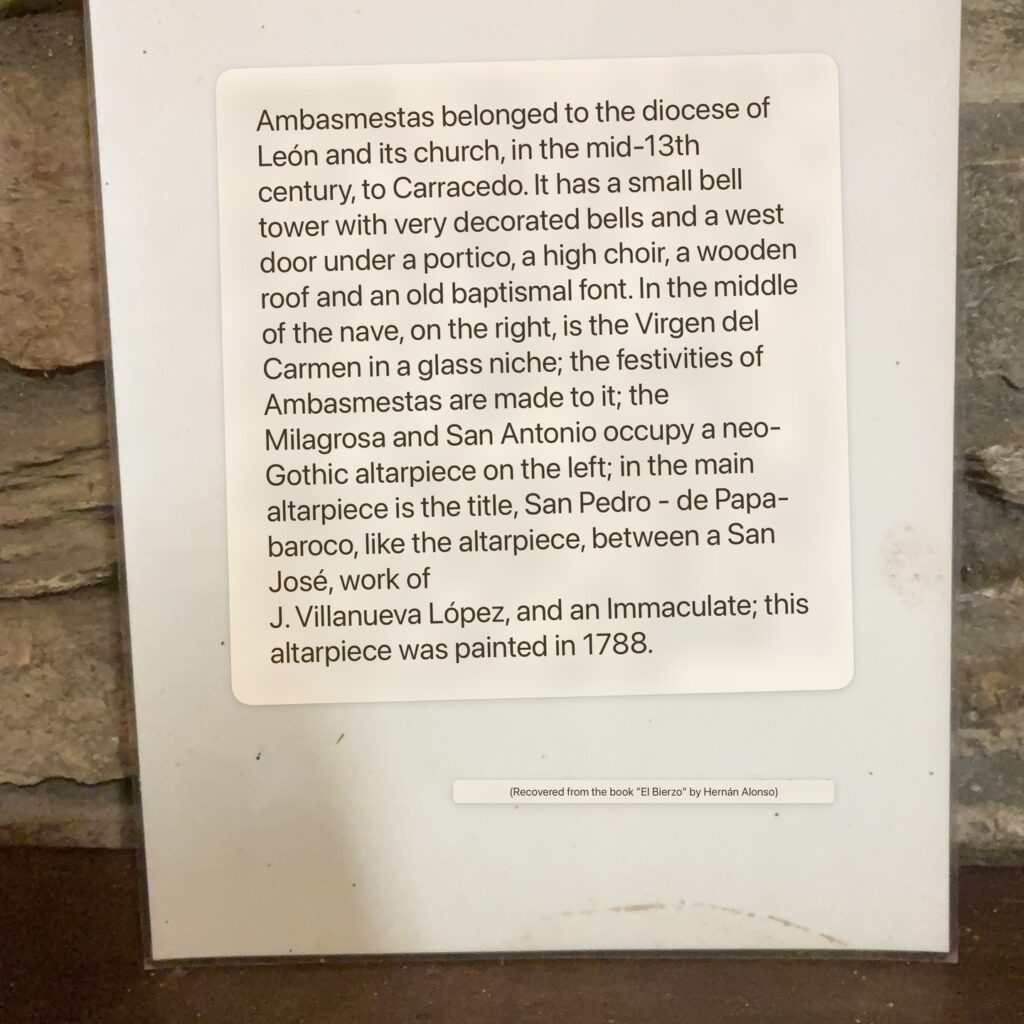 Ambasmestas belonged to the diocese of
León and its church, in the mid-13th
century, to Carracedo. It has a small bell
tower with very decorated bells and a west
door under a portico, a high choir, a wooden
roof and an old baptismal font. In the middle
of the nave, on the right, is the Virgen del
Carmen in a glass niche; the festivities of
Ambasmestas are made to it; the
Milagrosa and San Antonio occupy a neo-
Gothic altarpiece on the left; in the main
altarpiece is the title, San Pedro - de Papa-
baroco, like the altarpiece, between a San
José, work of
J. Villanueva López, and an Immaculate; this
altarpiece was painted in 1788.
(Recovered from the book "El Bierzo" by Hernán Alonso)